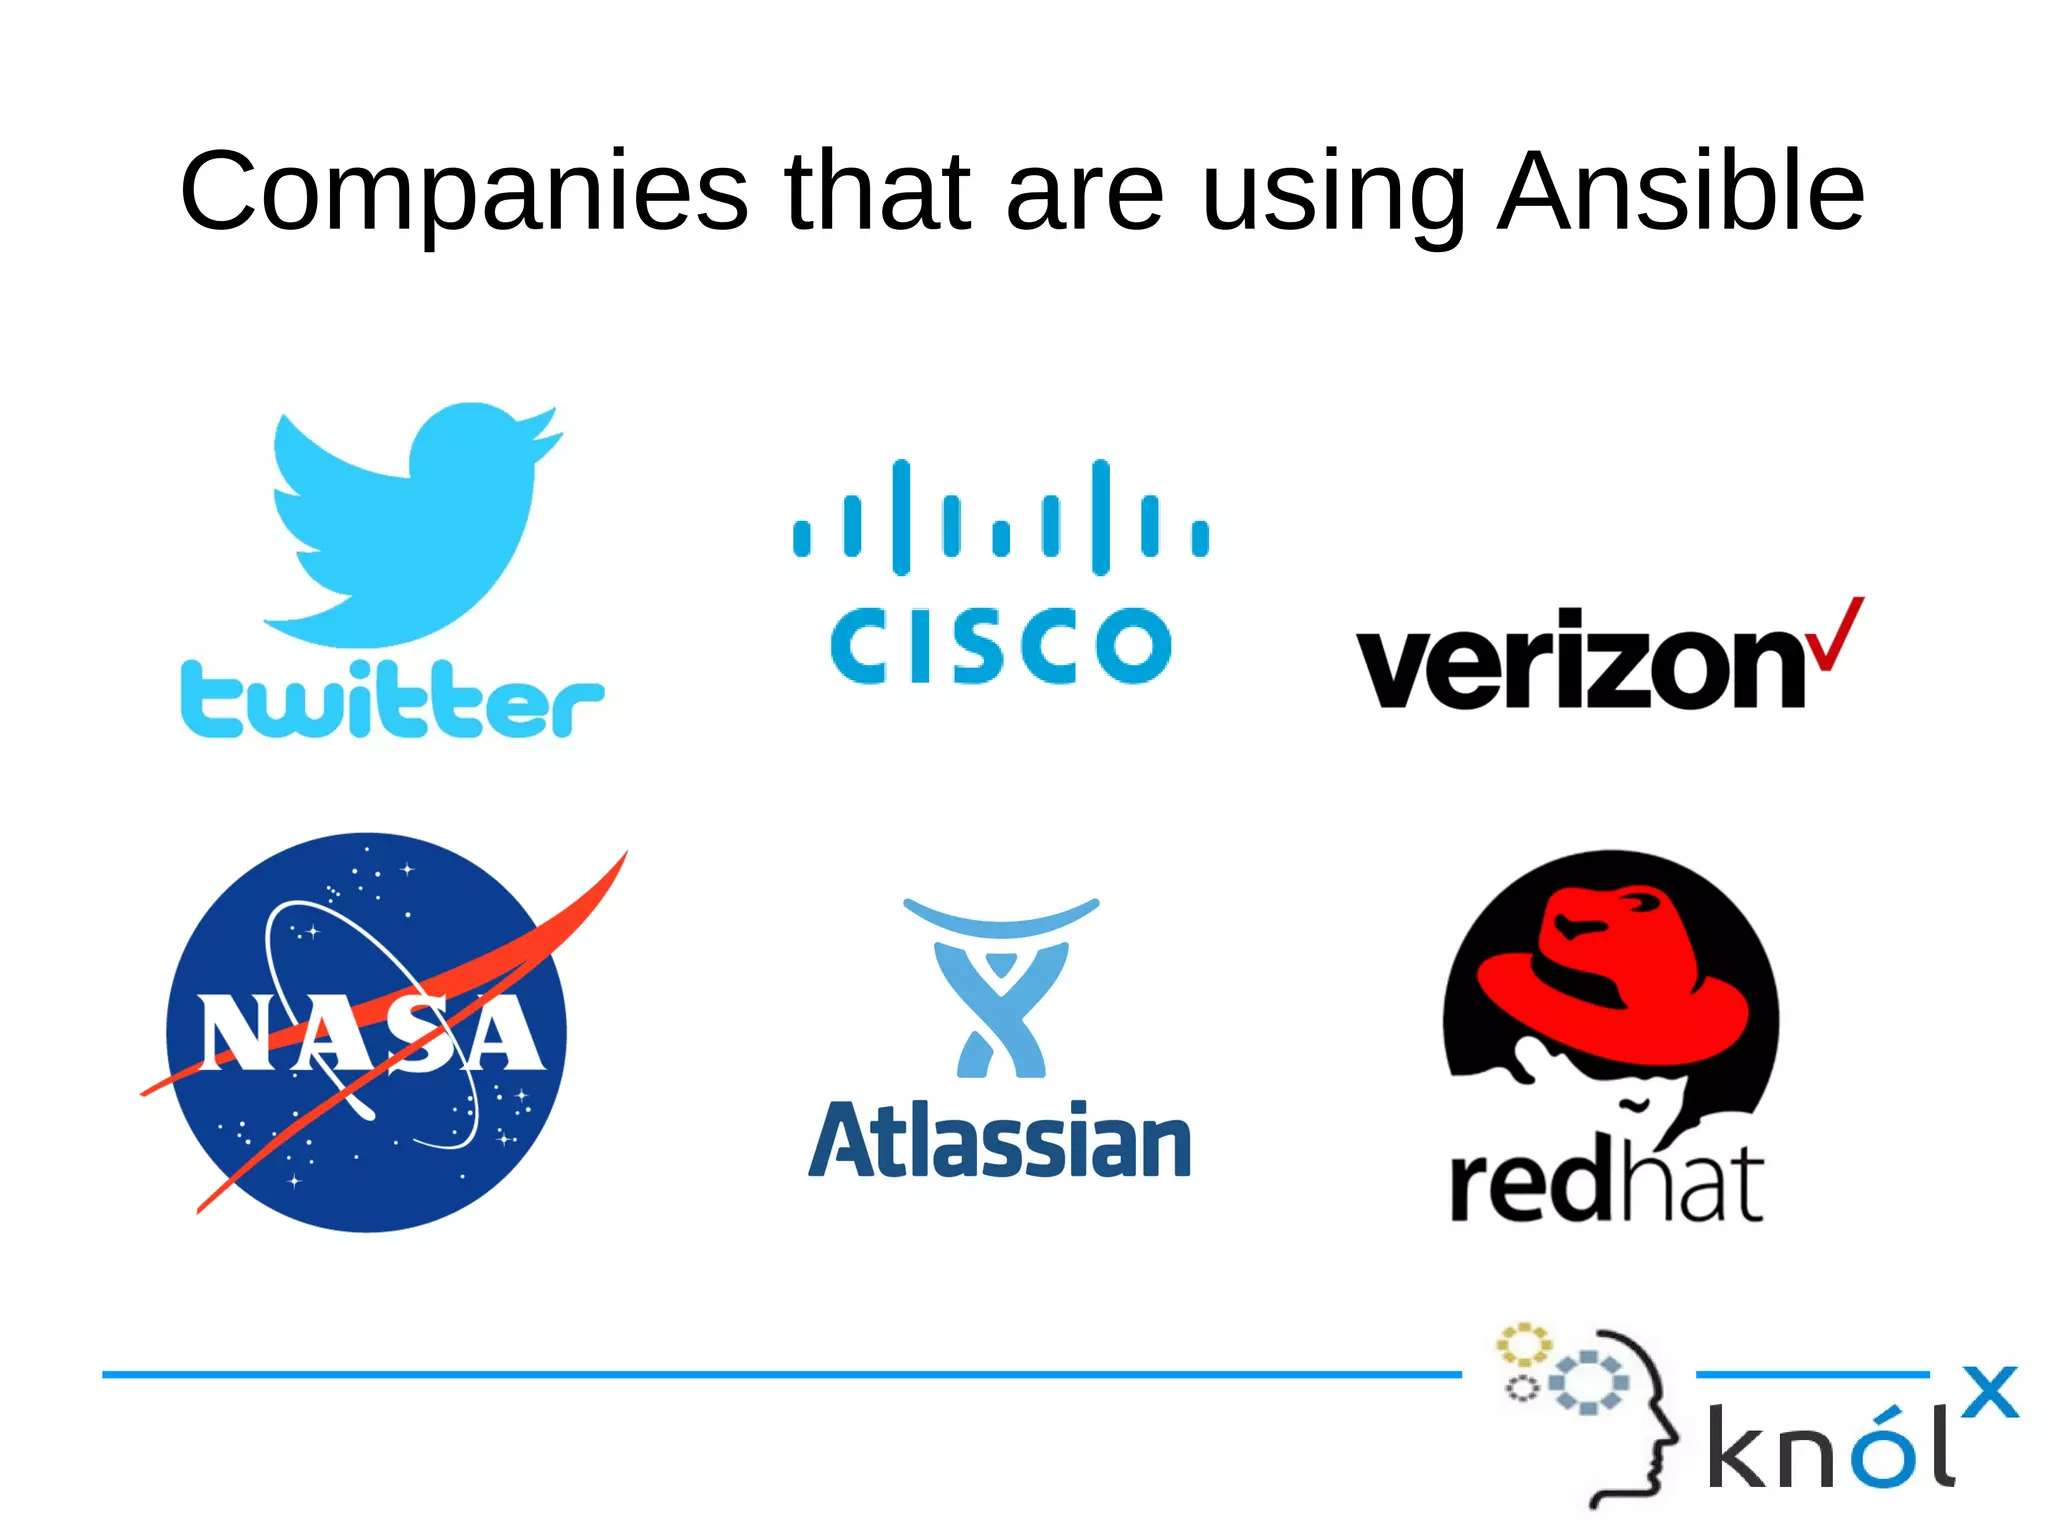 Companies that are using Ansible
twitter
CISCO
verizon
NASA
Atlassian
redhat
knólx